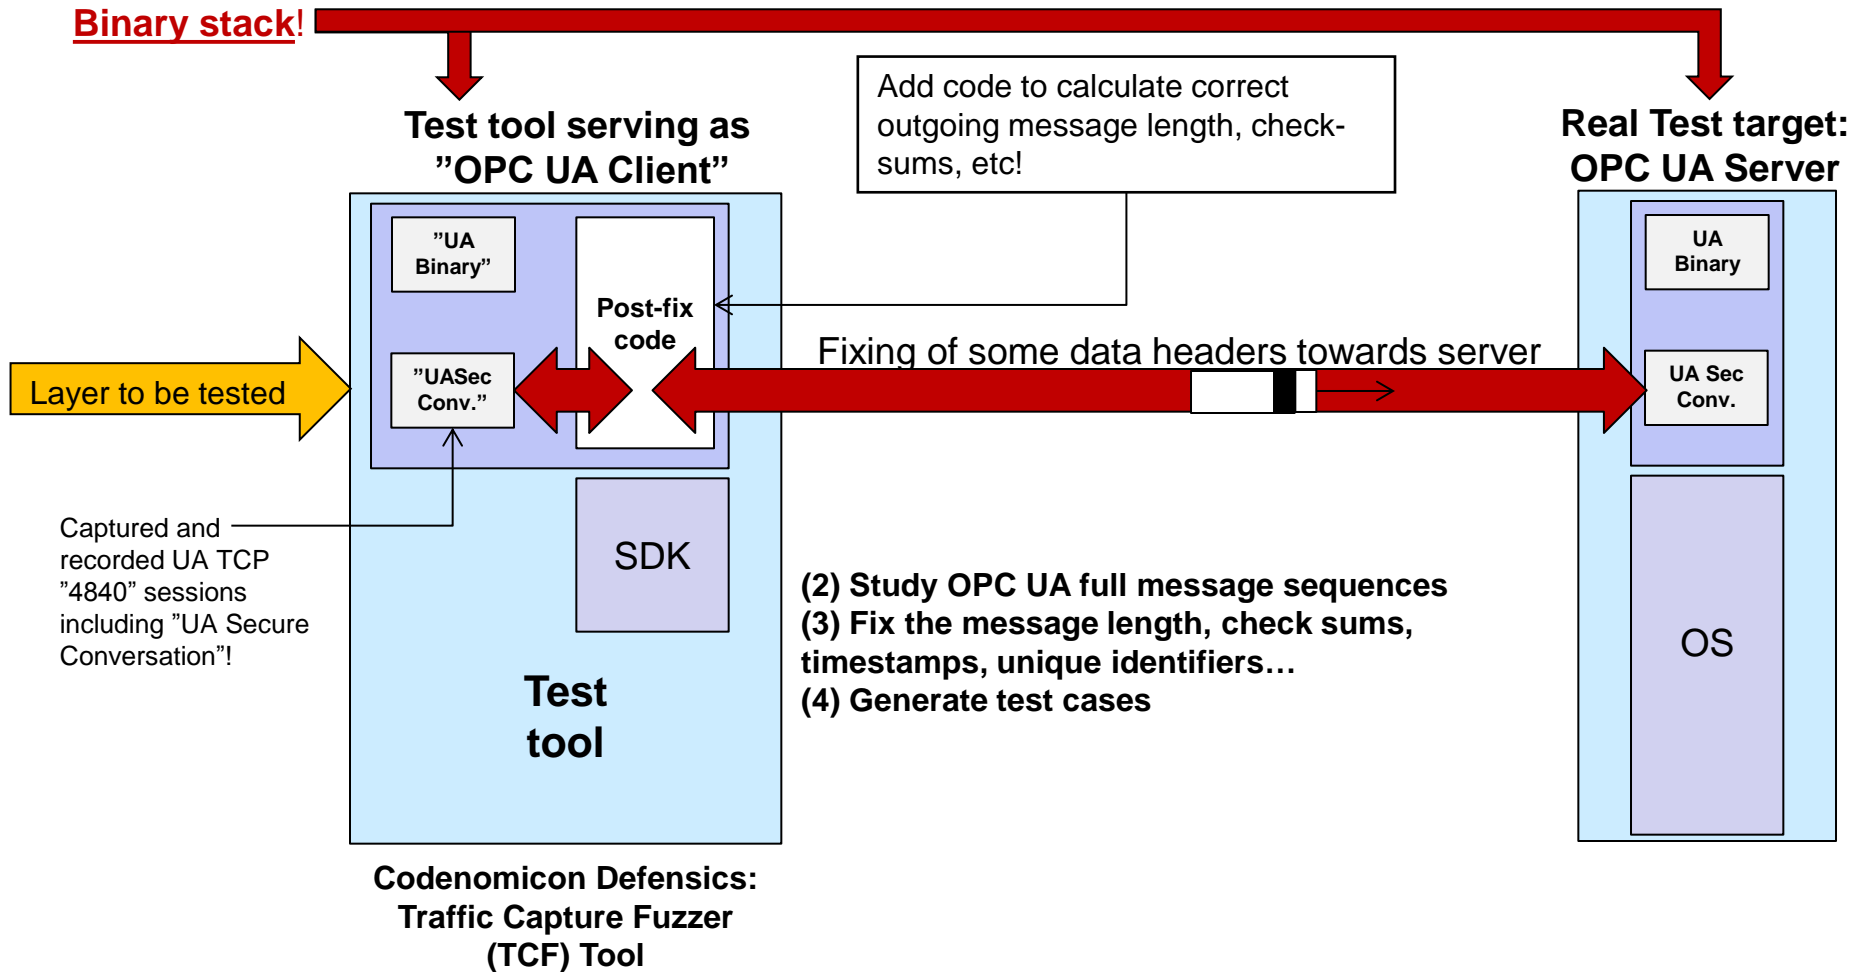 Binary stack!
Add code to calculate correct
outgoing message length, check-
sums, etc!
Test tool serving as
”OPC UA Client”
Real Test target:
OPC UA Server
”UA
Binary”
Post-fix
code
UA
Binary
Fixing of some data headers towards server
Layer to be tested
”UASec
Conv.”
UA Sec
Conv.
Captured and
recorded UA TCP
”4840” sessions
including ”UA Secure
Conversation”!
SDK
(2) Study OPC UA full message sequences
(3) Fix the message length, check sums,
timestamps, unique identifiers…
(4) Generate test cases
OS
Test
tool
Codenomicon Defensics:
Traffic Capture Fuzzer
(TCF) Tool